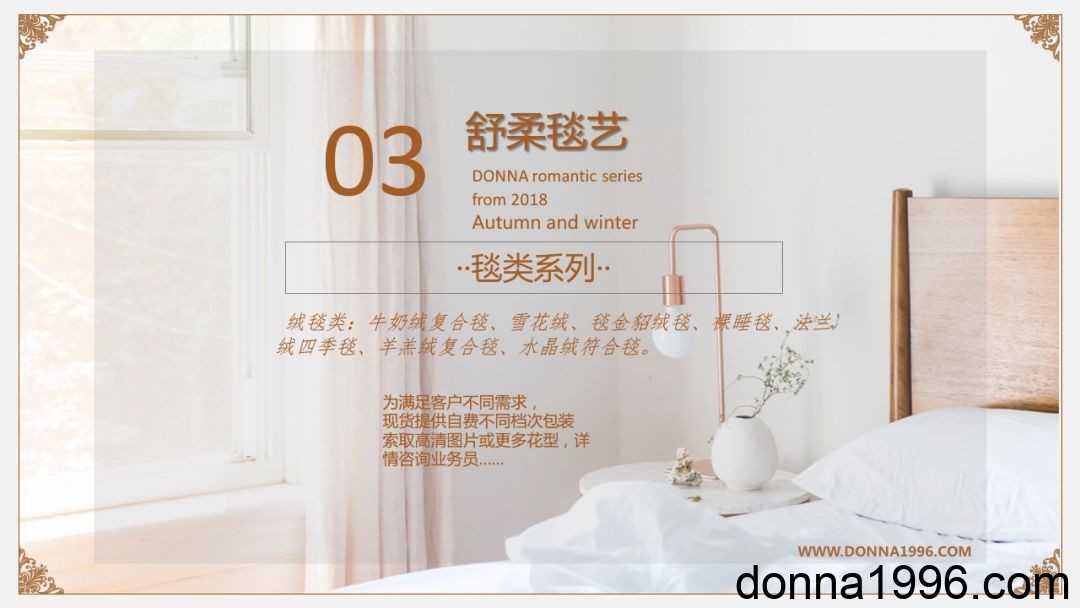 03
舒柔毯艺
DONNA romantic series
from 2018
Autumn and winter
··毯类系列··
绒毯类：牛奶绒复合毯、雪花绒、毯金貂绒毯、裸睡毯、法兰
绒四季毯、羊羔绒复合毯、水晶绒符合毯。
为满足客户不同需求，
现货提供自费不同档次包装
索取高清图片或更多花型，详
情咨询业务员……
WWW.DONNA1996.COM
donna1996.com